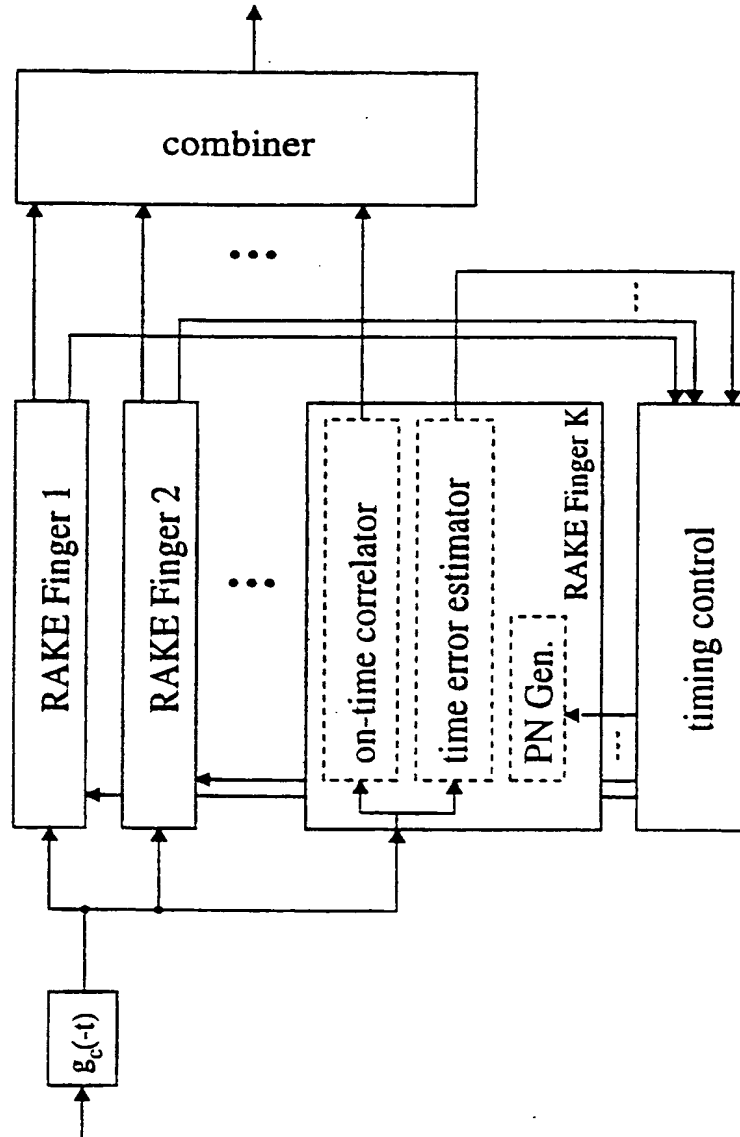 g_c(-t)
RAKE Finger 1
RAKE Finger 2
on-time correlator
time error estimator
PN Gen.
RAKE Finger K
timing control
combiner